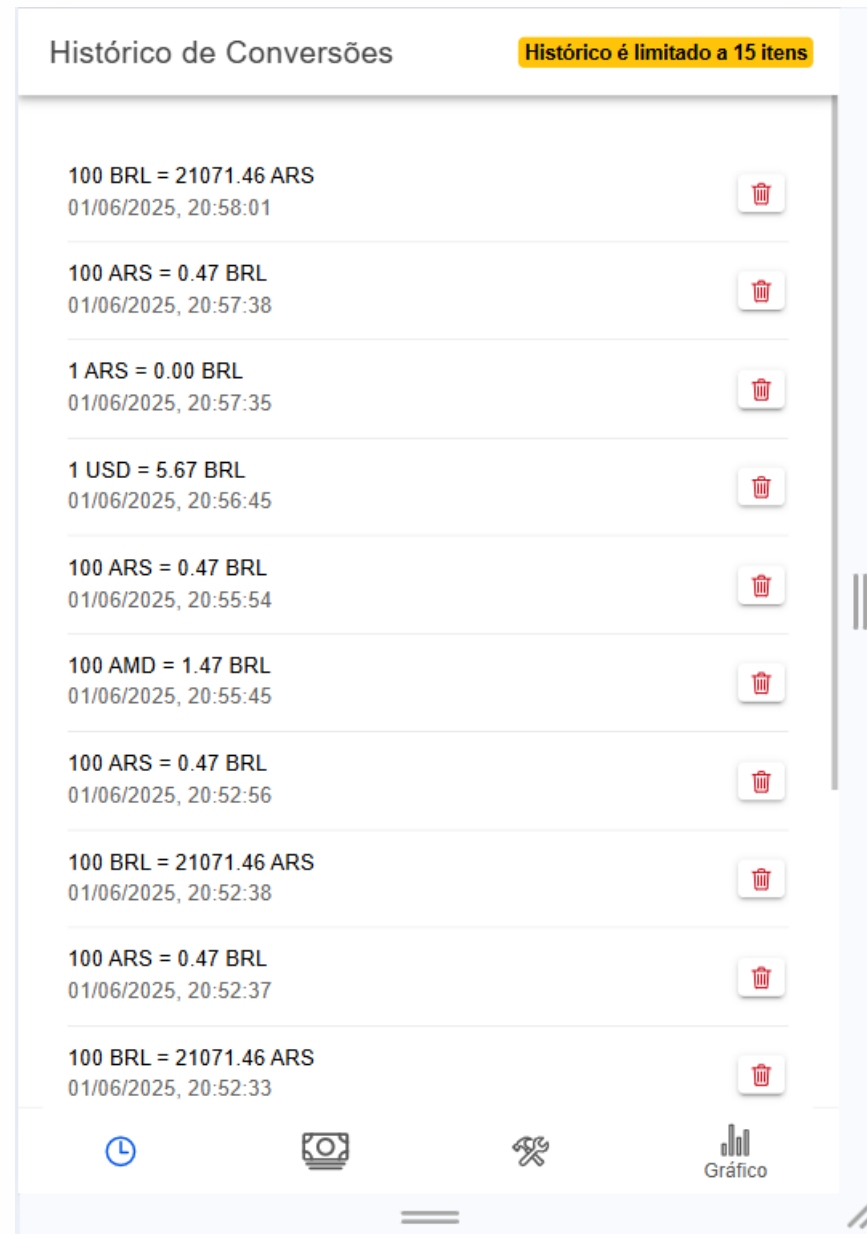 Histórico de Conversões
Histórico é limitado a 15 itens
100 BRL = 21071.46 ARS
01/06/2025, 20:58:01
100 ARS = 0.47 BRL
01/06/2025, 20:57:38
1 ARS = 0.00 BRL
01/06/2025, 20:57:35
1 USD = 5.67 BRL
01/06/2025, 20:56:45
100 ARS = 0.47 BRL
01/06/2025, 20:55:54
100 AMD = 1.47 BRL
01/06/2025, 20:55:45
100 ARS = 0.47 BRL
01/06/2025, 20:52:56
100 BRL = 21071.46 ARS
01/06/2025, 20:52:38
100 ARS = 0.47 BRL
01/06/2025, 20:52:37
100 BRL = 21071.46 ARS
01/06/2025, 20:52:33
Gráfico